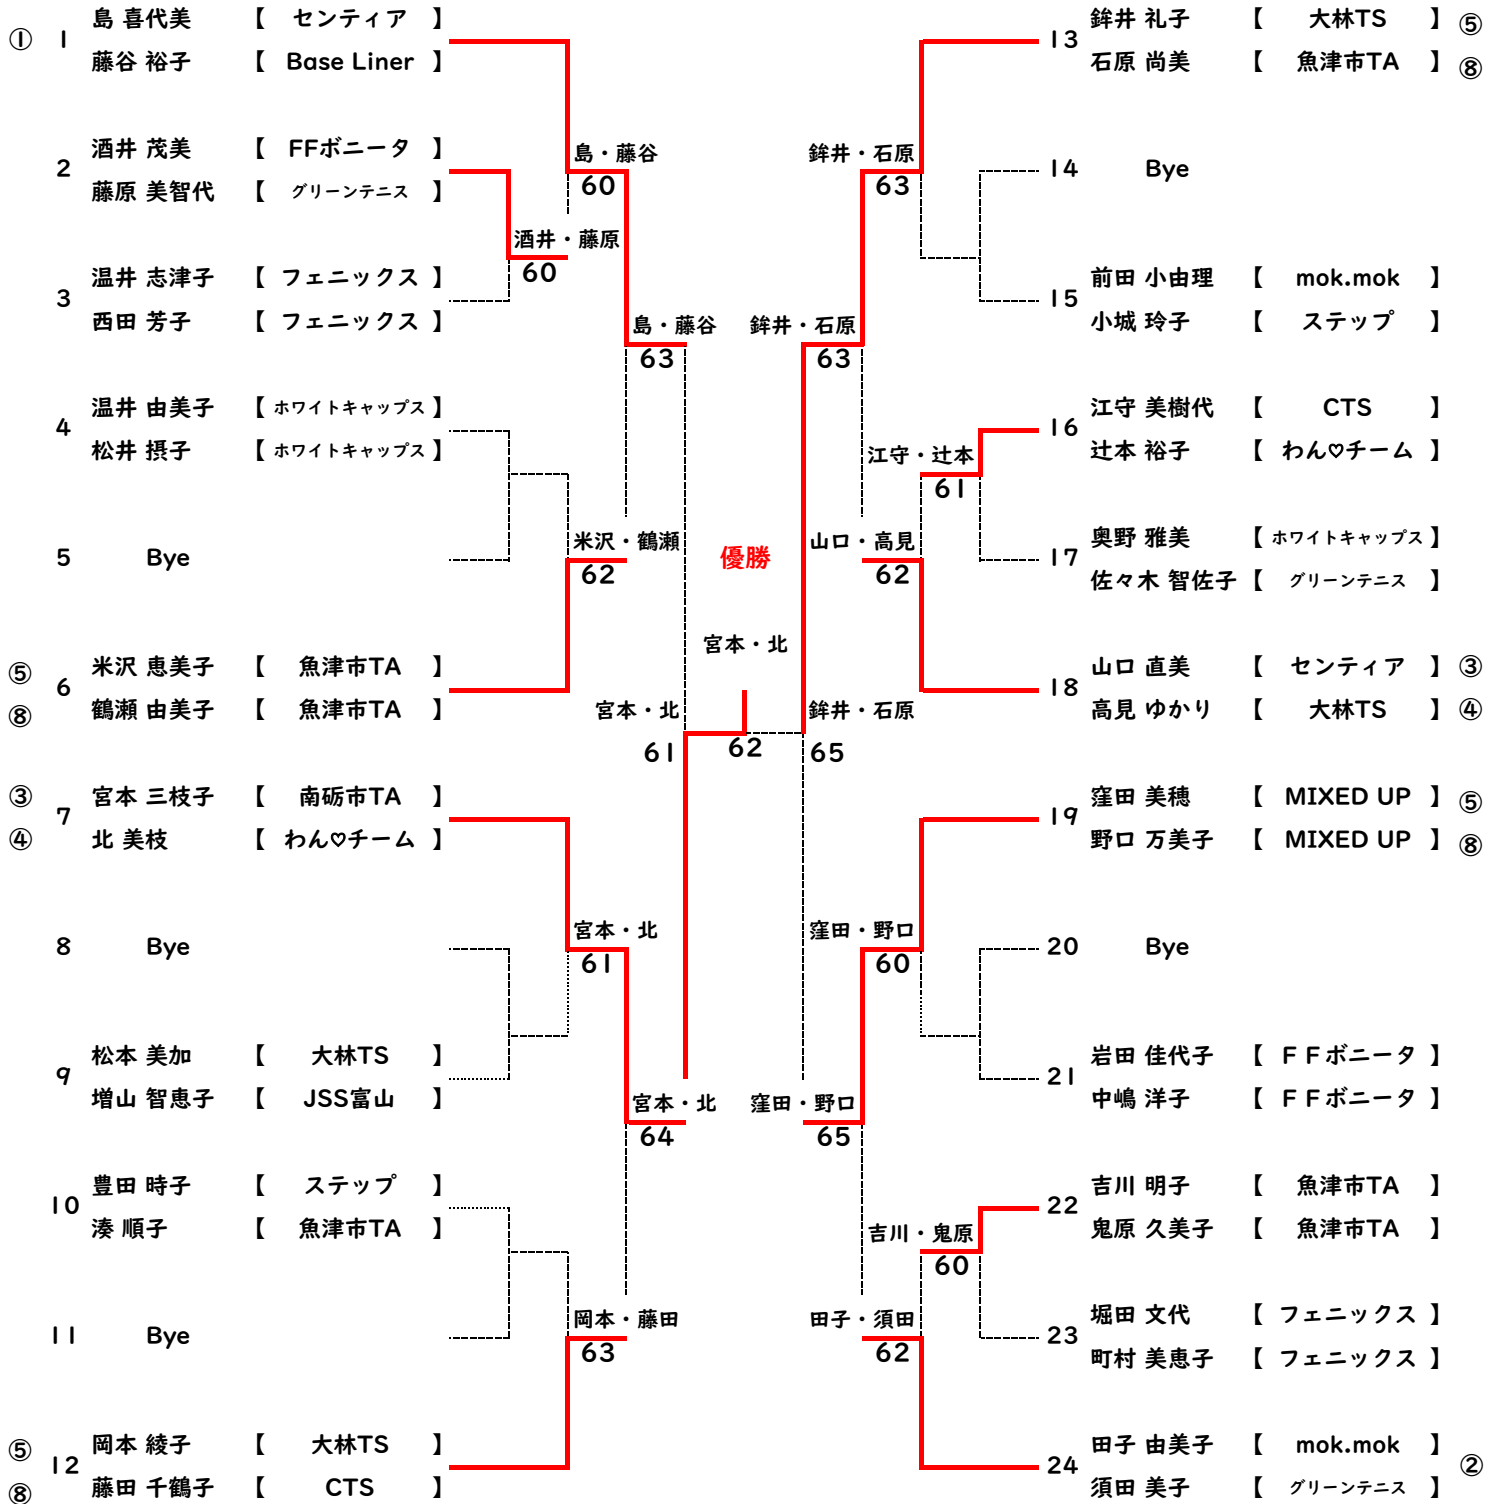 ① 1 島 喜代美 【 センティア 】
藤谷 裕子 【 Base Liner 】
2 酒井 茂美 【 FFボニータ 】
藤原 美智代 【 グリーンテニス 】
3 温井 志津子 【 フェニックス 】
西田 芳子 【 フェニックス 】
4 温井 由美子 【 ホワイトキャップス 】
松井 摂子 【 ホワイトキャップス 】
5 Bye
⑤ 6 米沢 恵美子 【 魚津市TA 】
⑧ 鶴瀬 由美子 【 魚津市TA 】
③ 7 宮本 三枝子 【 南砺市TA 】
④ 北 美枝 【 わん♡チーム 】
8 Bye
9 松本 美加 【 大林TS 】
増山 智恵子 【 JSS富山 】
10 豊田 時子 【 ステップ 】
湊 順子 【 魚津市TA 】
11 Bye
⑤ 12 岡本 綾子 【 大林TS 】
⑧ 藤田 千鶴子 【 CTS 】
島・藤谷
60
酒井・藤原
60
島・藤谷
63
米沢・鶴瀬
62
宮本・北
61
宮本・北
61
宮本・北
64
岡本・藤田
63
優勝
宮本・北
62
鉾井・石原
63
鉾井・石原
63
江守・辻本
61
山口・高見
62
鉾井・石原
65
窪田・野口
60
窪田・野口
65
吉川・鬼原
60
田子・須田
62
13 鉾井 礼子 【 大林TS 】 ⑤
石原 尚美 【 魚津市TA 】 ⑧
14 Bye
15 前田 小由理 【 mok.mok 】
小城 玲子 【 ステップ 】
16 江守 美樹代 【 CTS 】
辻本 裕子 【 わん♡チーム 】
17 奥野 雅美 【 ホワイトキャップス 】
佐々木 智佐子 【 グリーンテニス 】
18 山口 直美 【 センティア 】 ③
高見 ゆかり 【 大林TS 】 ④
19 窪田 美穂 【 MIXED UP 】 ⑤
野口 万美子 【 MIXED UP 】 ⑧
20 Bye
21 岩田 佳代子 【 ＦＦボニータ 】
中嶋 洋子 【 ＦＦボニータ 】
22 吉川 明子 【 魚津市TA 】
鬼原 久美子 【 魚津市TA 】
23 堀田 文代 【 フェニックス 】
町村 美恵子 【 フェニックス 】
24 田子 由美子 【 mok.mok 】 ②
須田 美子 【 グリーンテニス 】